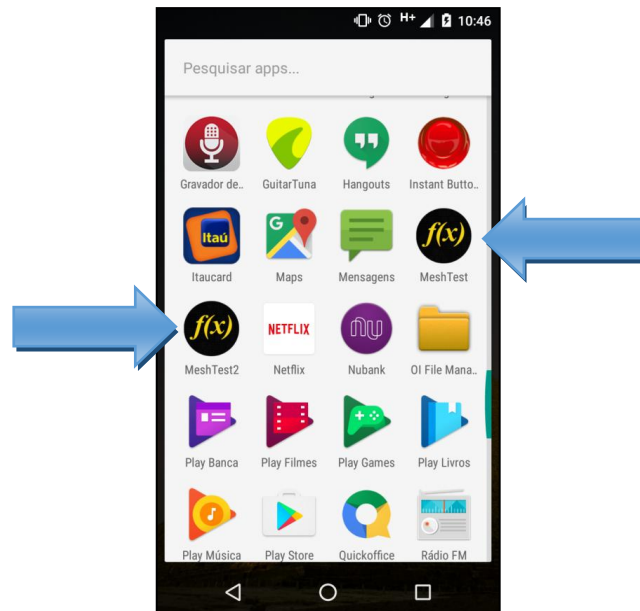 H+ 10:46
Pesquisar apps...
Gravador de.. GuitarTuna Hangouts Instant Butto..
Itaú G f(x)
Itaucard Maps Mensagens MeshTest
f(x) NETFLIX nu
MeshTest2 Netflix Nubank OI File Mana..
Play Banca Play Filmes Play Games Play Livros
Play Música Play Store Quickoffice Rádio FM